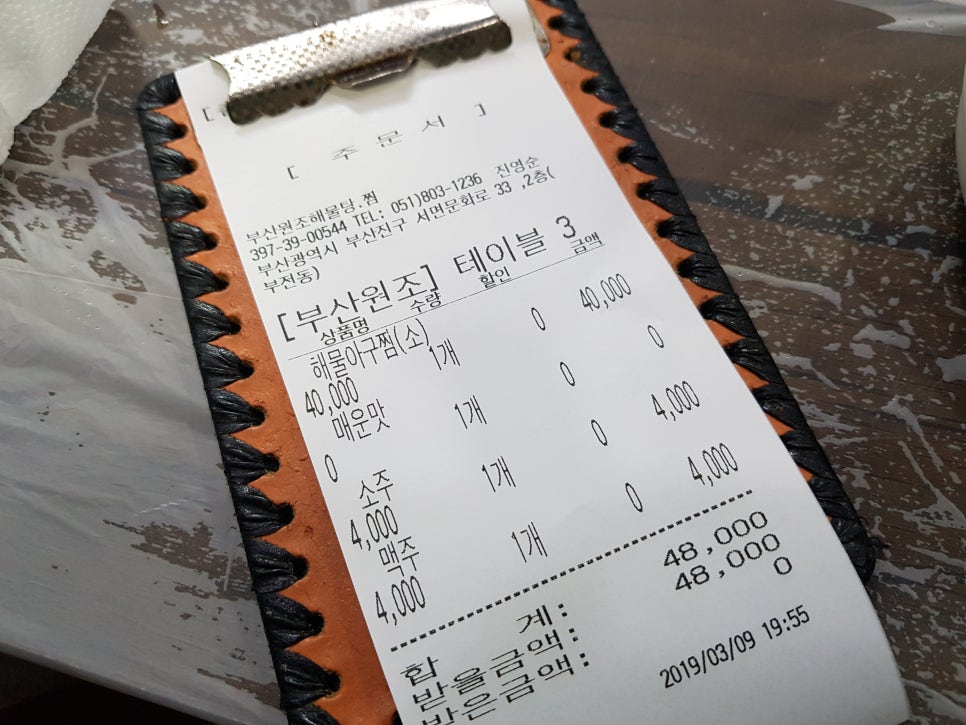 [ 주 문 서 ]
부산원조해물탕.찜
397-39-00544 TEL: 051)803-1236 진영순
부산광역시 부산진구 서면문화로 33 ,2층(
부전동)
[부산원조] 테이블 3
상품명 수량 할인 금액
해물아구찜(소)
40,000 1개 0 40,000
매운맛
0 1개 0 0
소주
4,000 1개 0 4,000
맥주
4,000 1개 0 4,000
합 계: 48,000
받을금액: 48,000
받은금액: 0
2019/03/09 19:55